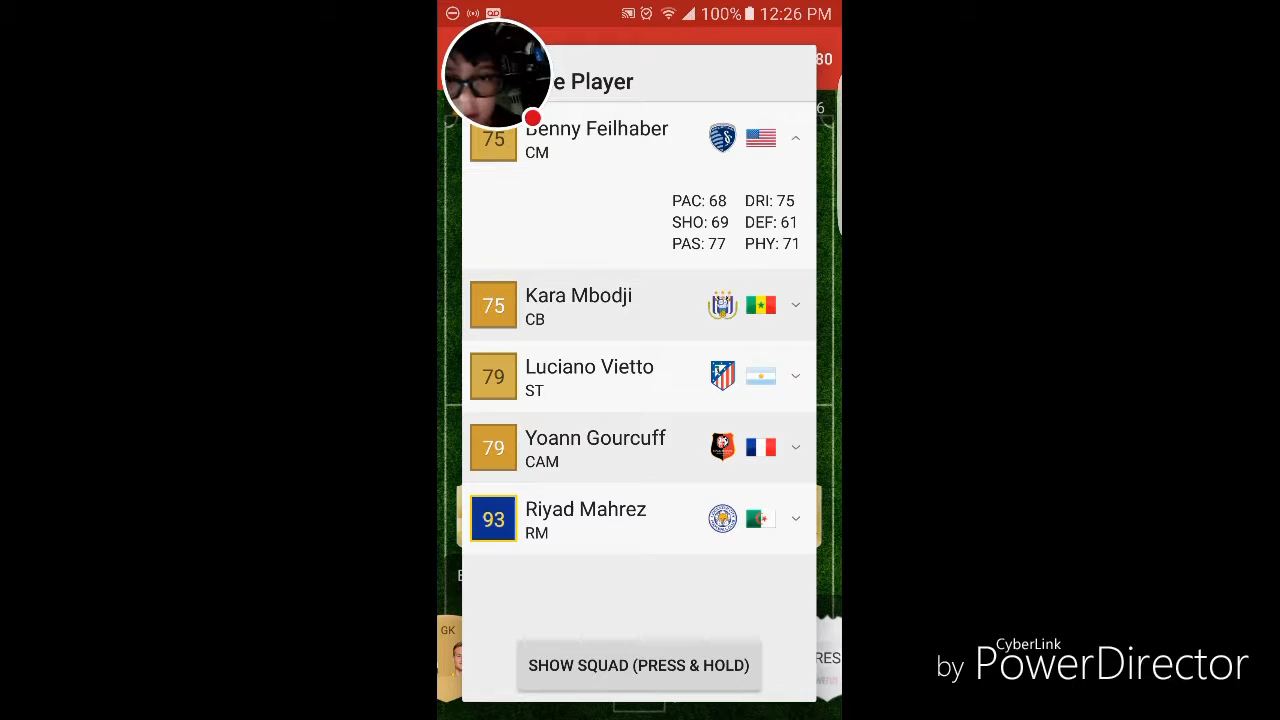 100% 12:26 PM
80
e Player
6
75 Benny Feilhaber
CM
PAC: 68 DRI: 75
SHO: 69 DEF: 61
PAS: 77 PHY: 71
75 Kara Mbodji
CB
79 Luciano Vietto
ST
79 Yoann Gourcuff
CAM
93 Riyad Mahrez
RM
GK
SHOW SQUAD (PRESS & HOLD)
RES
CyberLink
by PowerDirector